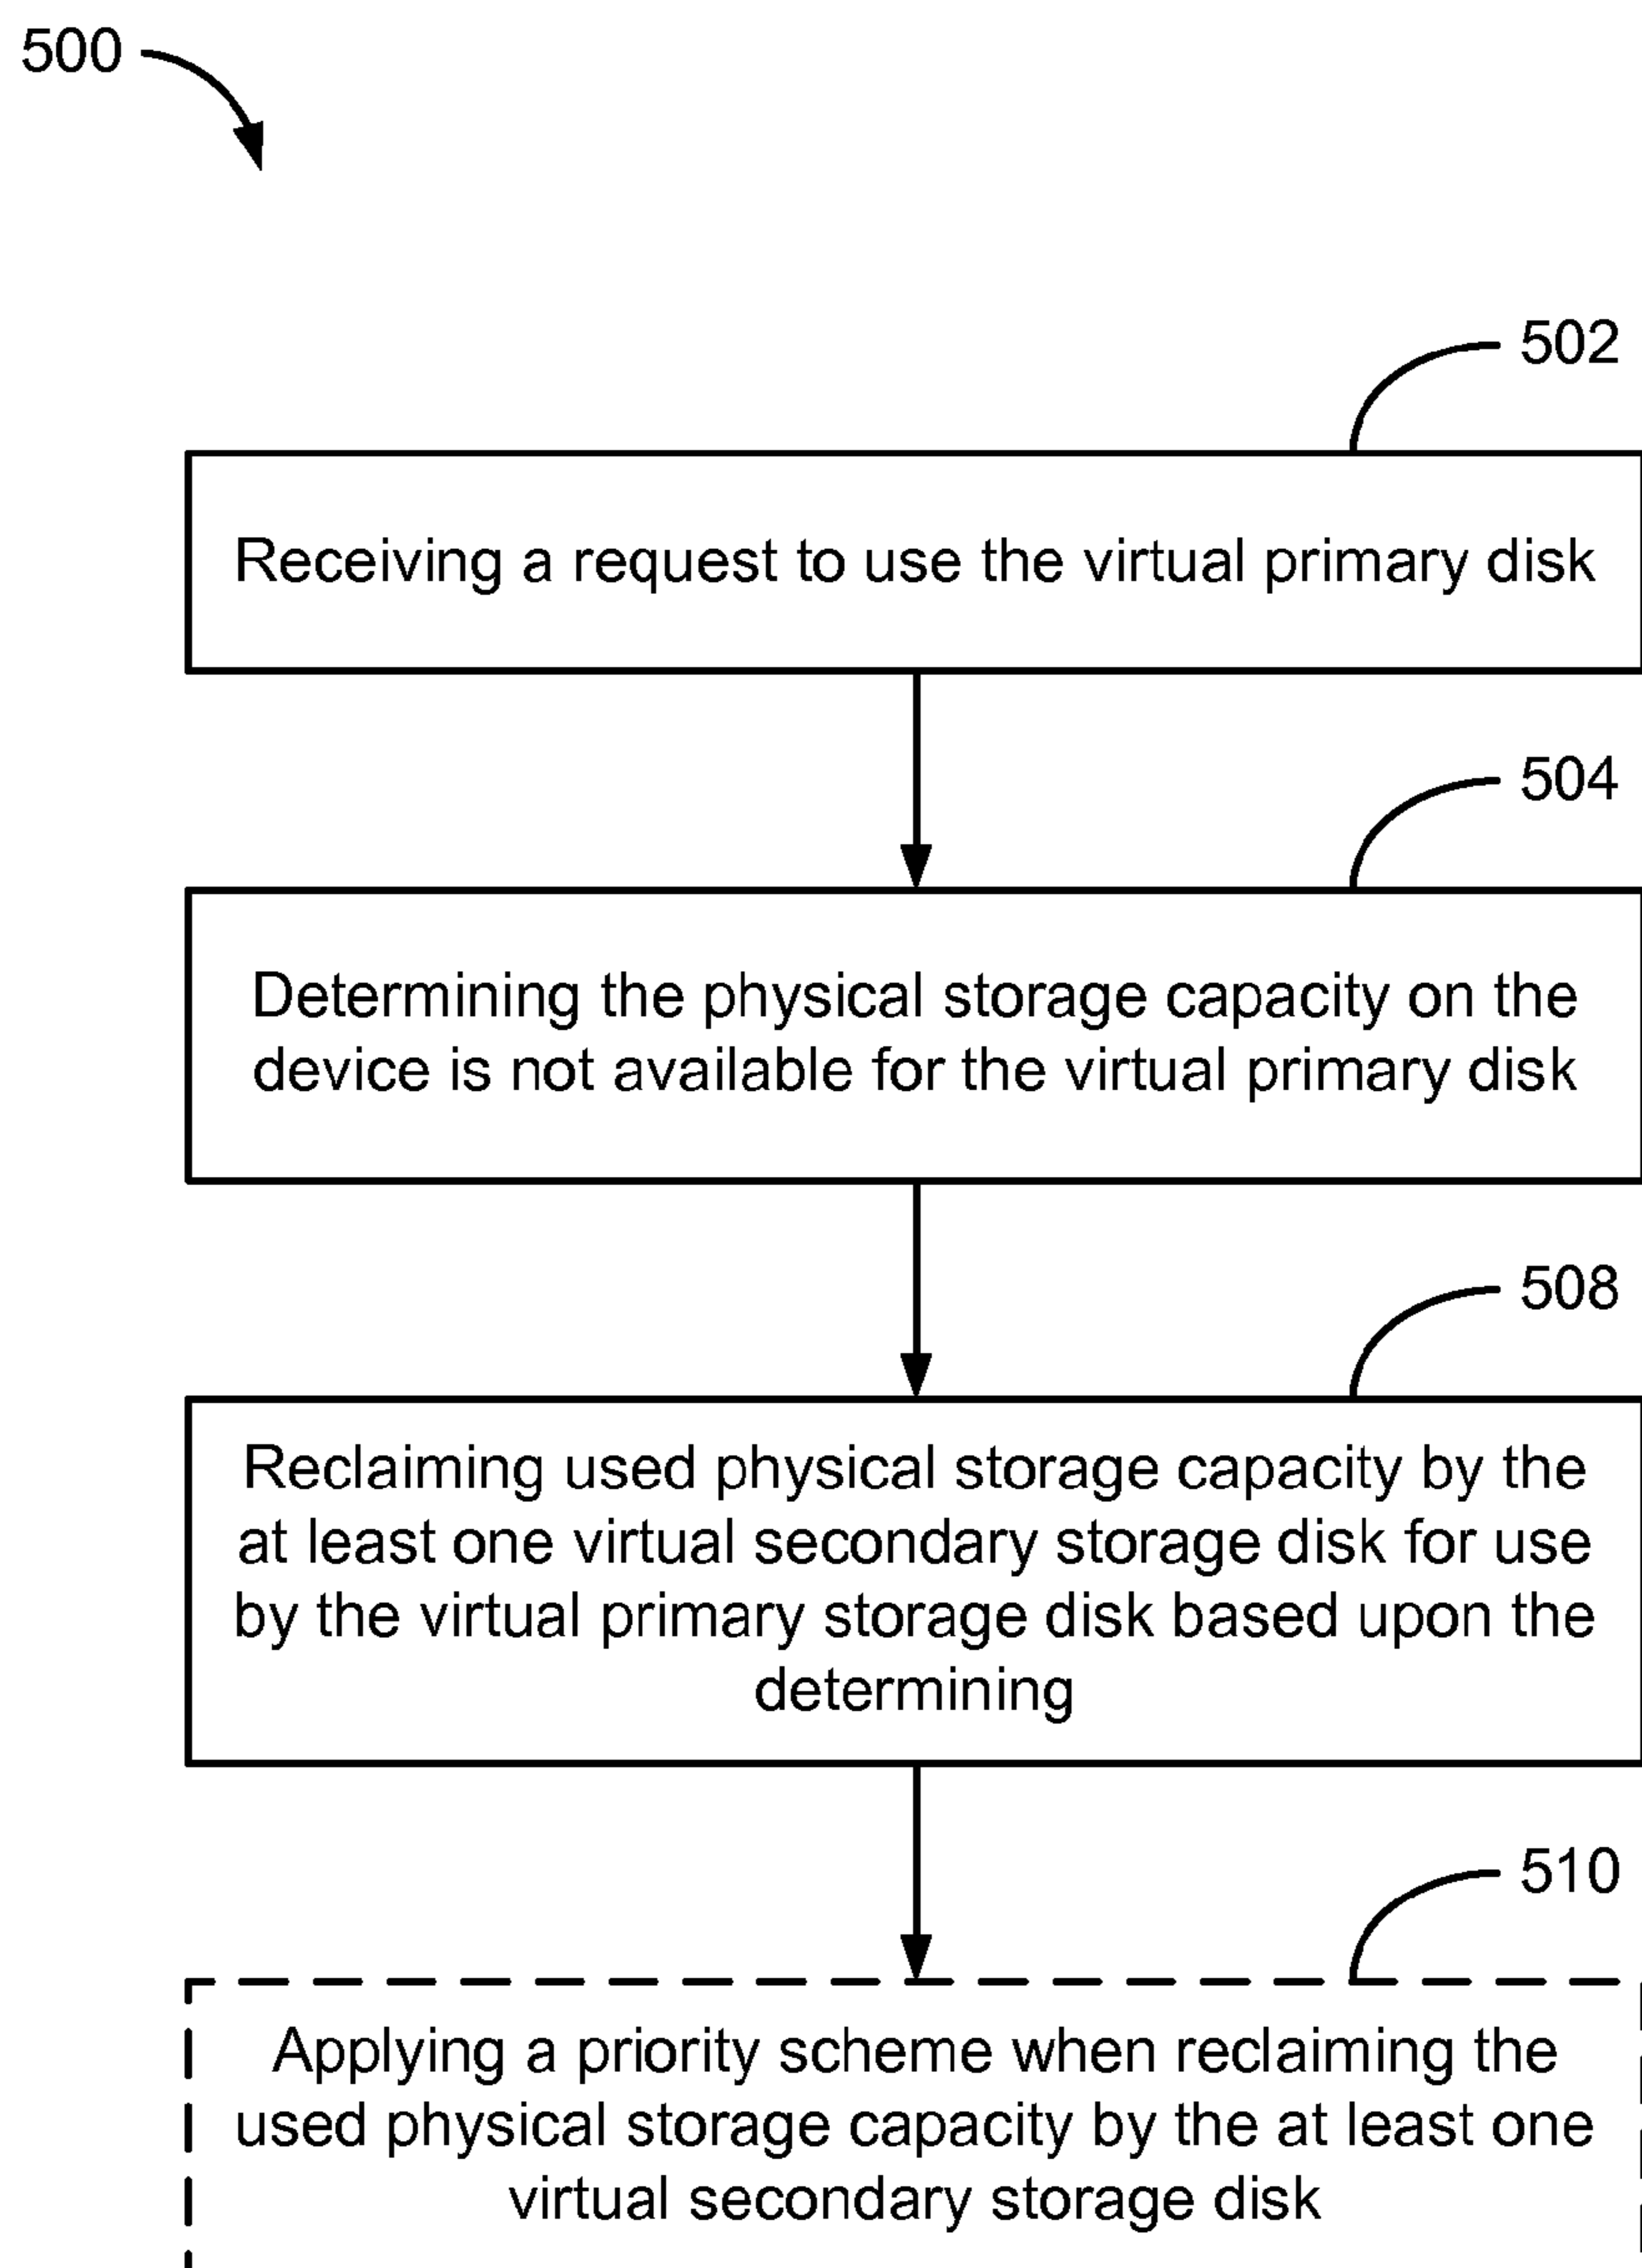 500
502
Receiving a request to use the virtual primary disk
504
Determining the physical storage capacity on the
device is not available for the virtual primary disk
508
Reclaiming used physical storage capacity by the
at least one virtual secondary storage disk for use
by the virtual primary storage disk based upon the
determining
510
Applying a priority scheme when reclaiming the
used physical storage capacity by the at least one
virtual secondary storage disk